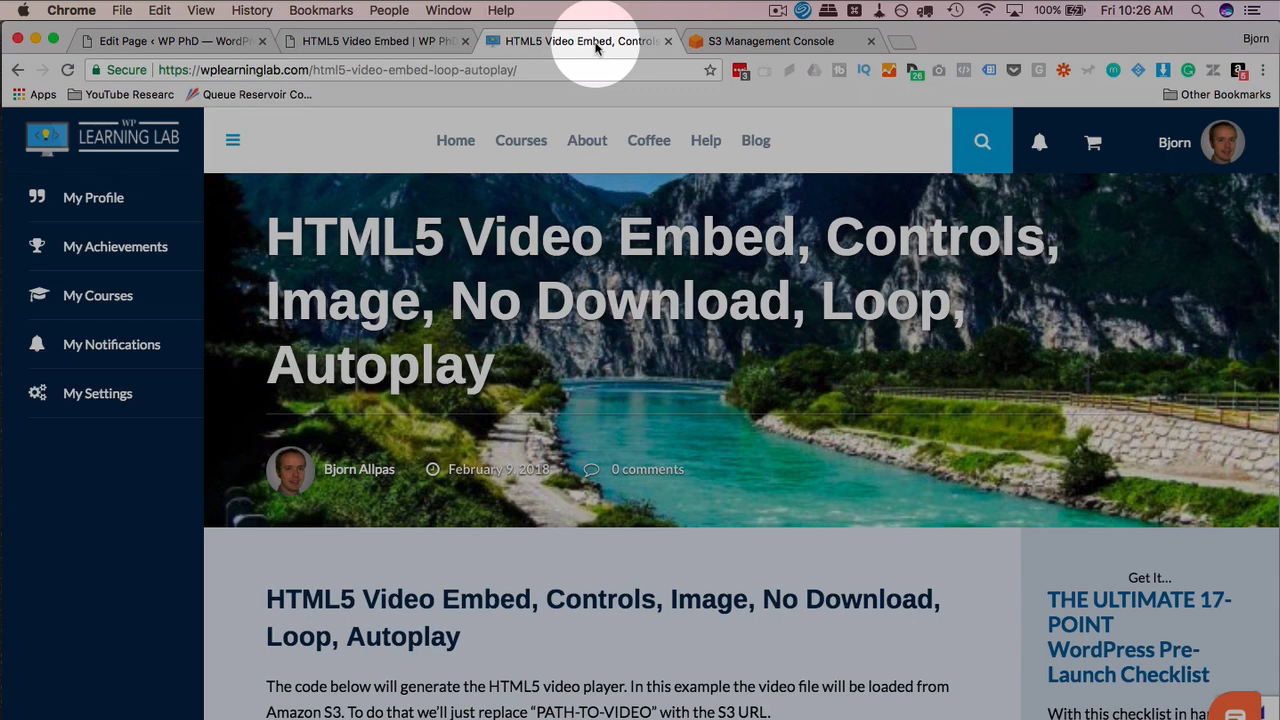 Chrome File Edit View History Bookmarks People Window Help 100% Fri 10:26 AM
Edit Page ‹ WP PhD — WordPr
HTML5 Video Embed | WP PhD
HTML5 Video Embed, Controls
S3 Management Console
Bjorn
Secure https://wplearninglab.com/html5-video-embed-loop-autoplay/
3
26
5
Apps YouTube Researc Queue Reservoir Co... Other Bookmarks
WP
LEARNING LAB
Home Courses About Coffee Help Blog
Bjorn
My Profile
My Achievements
My Courses
My Notifications
My Settings
HTML5 Video Embed, Controls,
Image, No Download, Loop,
Autoplay
Bjorn Allpas February 9, 2018 0 comments
HTML5 Video Embed, Controls, Image, No Download,
Loop, Autoplay
The code below will generate the HTML5 video player. In this example the video file will be loaded from
Amazon S3. To do that we'll just replace “PATH-TO-VIDEO” with the S3 URL.
Get It...
THE ULTIMATE 17-
POINT
WordPress Pre-
Launch Checklist
With this checklist in